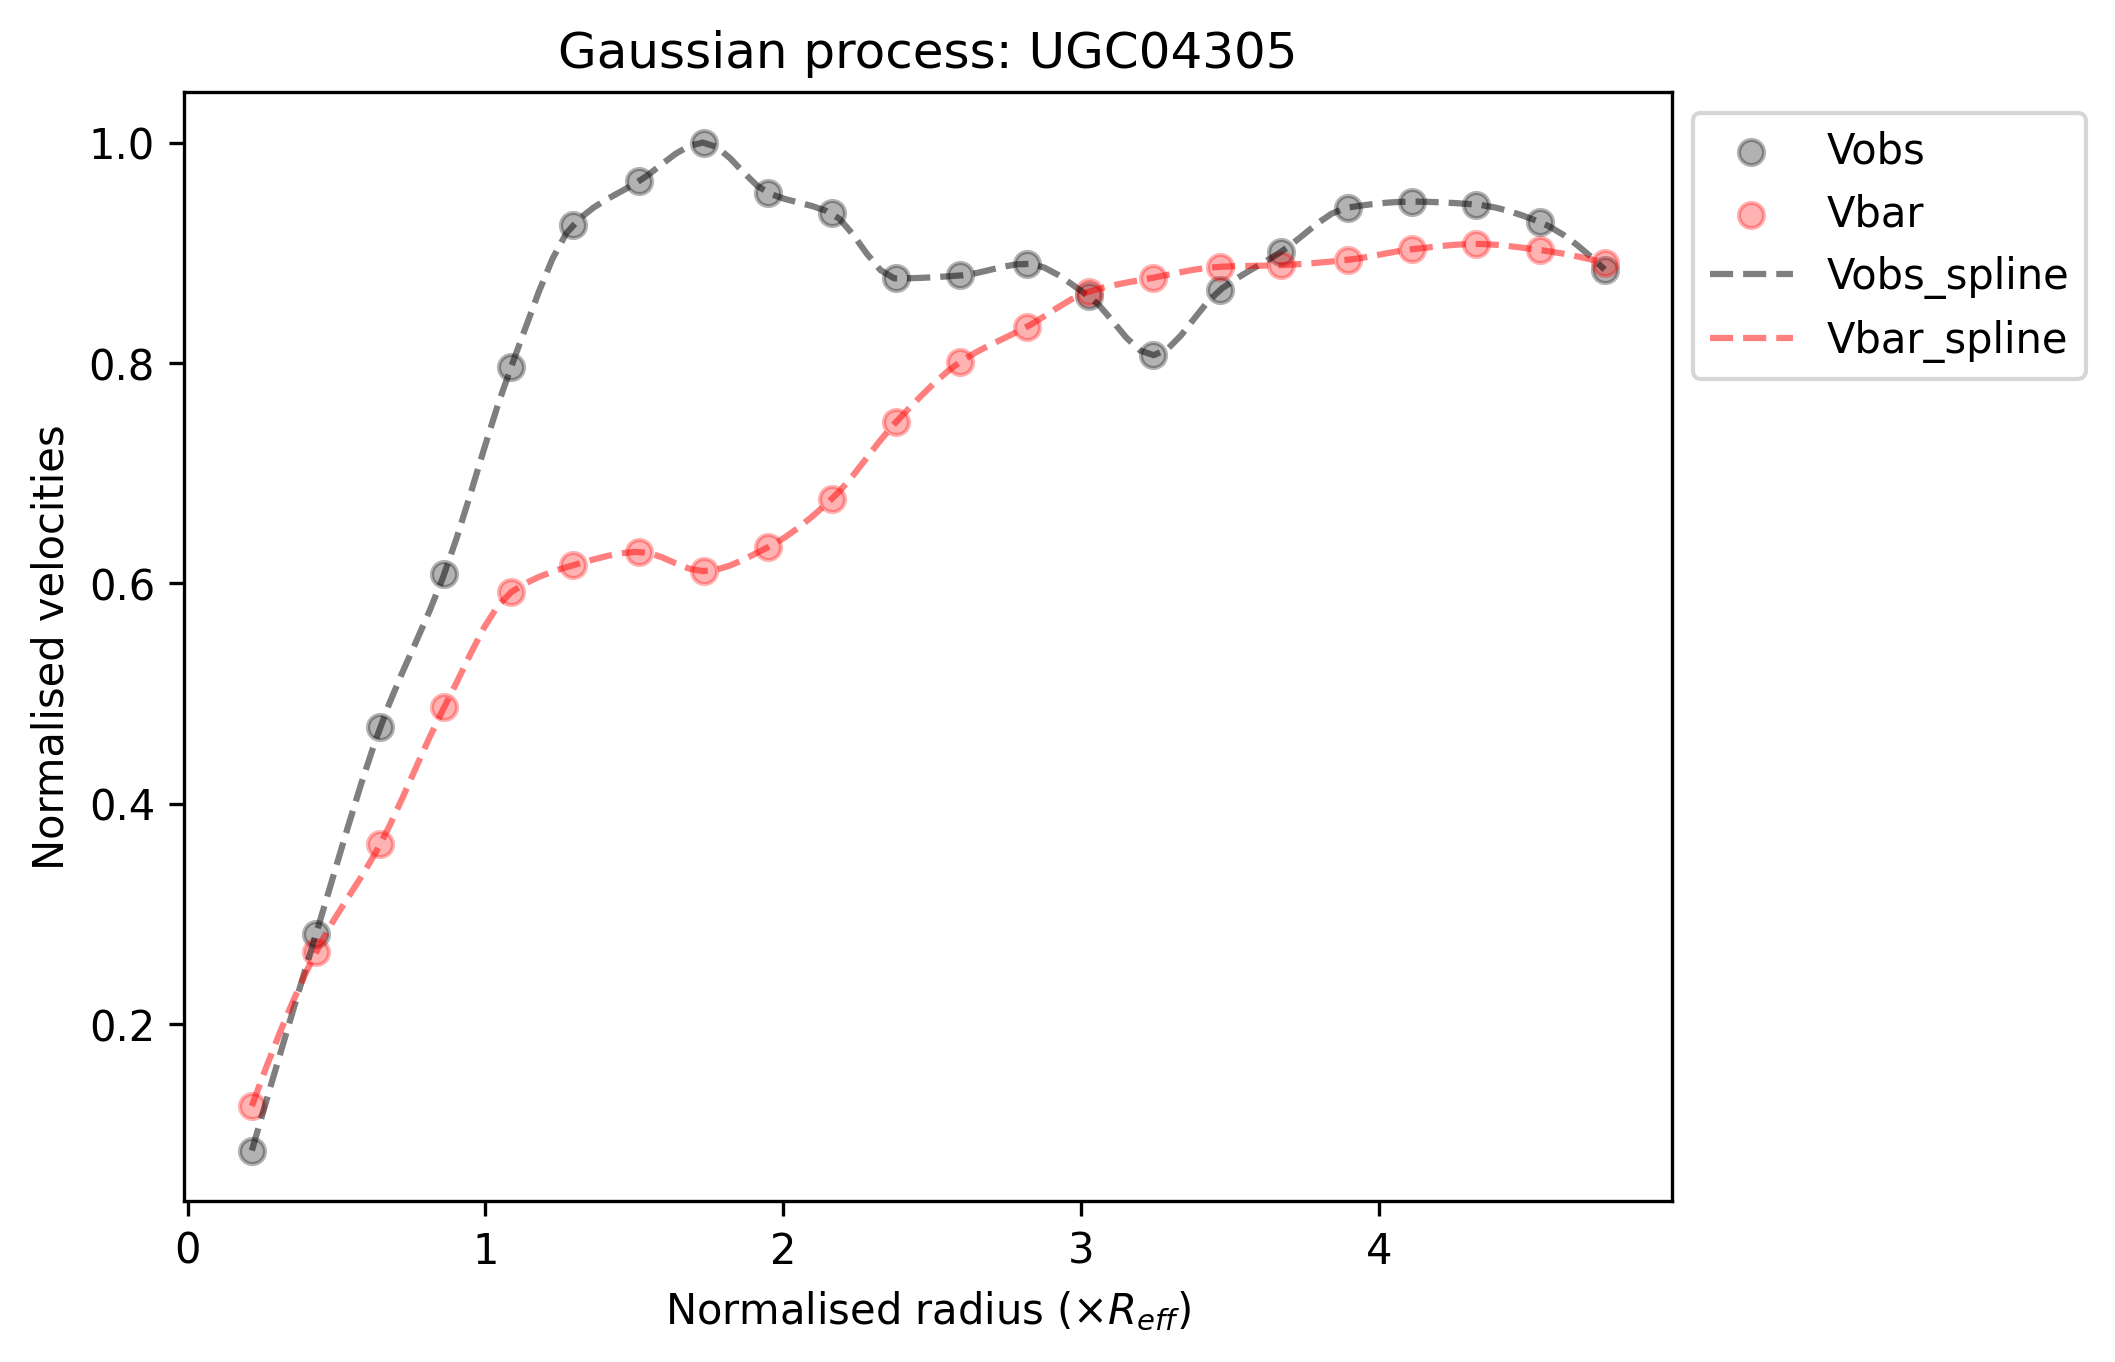 Gaussian process: UGC04305
Normalised velocities
1.0
0.8
0.6
0.4
0.2
0 1 2 3 4
Normalised radius (×R_eff)
Vobs
Vbar
Vobs_spline
Vbar_spline